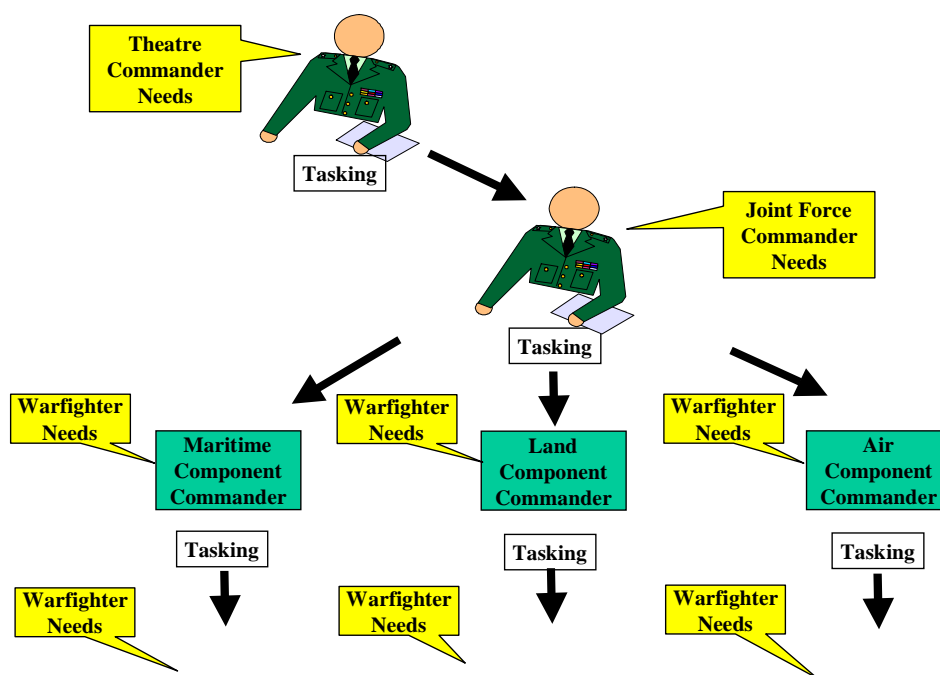 Theatre
Commander
Needs
Tasking
Joint Force
Commander
Needs
Tasking
Warfighter
Needs
Maritime
Component
Commander
Warfighter
Needs
Land
Component
Commander
Warfighter
Needs
Air
Component
Commander
Tasking
Tasking
Tasking
Warfighter
Needs
Warfighter
Needs
Warfighter
Needs